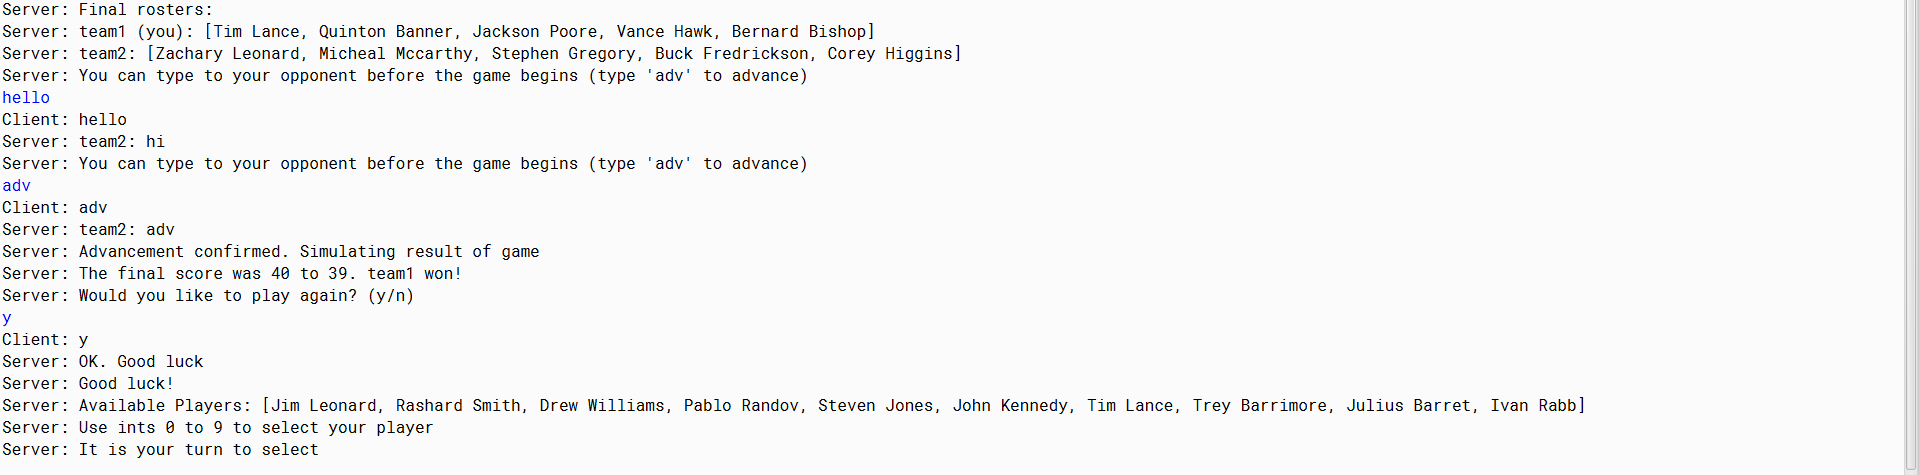 Server: Final rosters:
Server: team1 (you): [Tim Lance, Quinton Banner, Jackson Poore, Vance Hawk, Bernard Bishop]
Server: team2: [Zachary Leonard, Micheal Mccarthy, Stephen Gregory, Buck Fredrickson, Corey Higgins]
Server: You can type to your opponent before the game begins (type 'adv' to advance)
hello
Client: hello
Server: team2: hi
Server: You can type to your opponent before the game begins (type 'adv' to advance)
adv
Client: adv
Server: team2: adv
Server: Advancement confirmed. Simulating result of game
Server: The final score was 40 to 39. team1 won!
Server: Would you like to play again? (y/n)
y
Client: y
Server: OK. Good luck
Server: Good luck!
Server: Available Players: [Jim Leonard, Rashard Smith, Drew Williams, Pablo Randov, Steven Jones, John Kennedy, Tim Lance, Trey Barrimore, Julius Barret, Ivan Rabb]
Server: Use ints 0 to 9 to select your player
Server: It is your turn to select